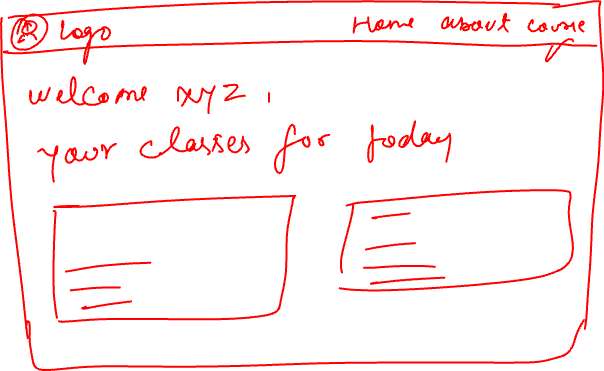 Logo Home about course
Welcome xyz,
your classes for today